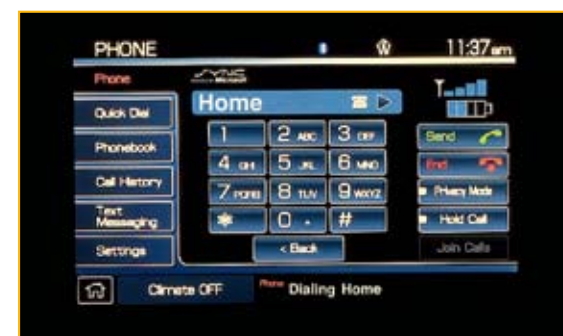 PHONE 11:37am
Phone
SYNC
Microsoft
Home
Quick Dial
Phonebook
Call History
Text Messaging
Settings
1
2 ABC
3 DEF
4 GHI
5 JKL
6 MNO
7 PQRS
8 TUV
9 WXYZ
*
0 +
#
< Back
Send
End
Privacy Mode
Hold Call
Join Calls
Climate OFF
Phone Dialing Home